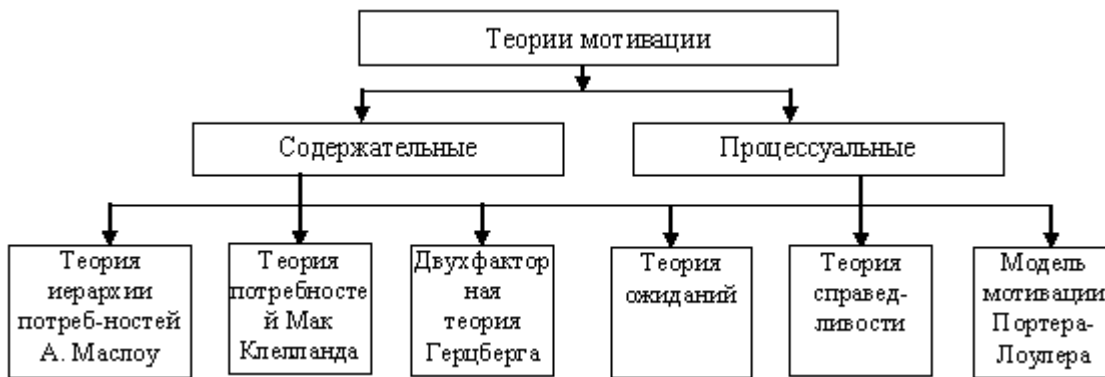 Теории мотивации
Содержательные
Процессуальные
Теория
иерархии
потреб-ностей
А. Маслоу
Теория
потребносте
й Мак
Клелланда
Двухфактор
ная
теория
Герцберга
Теория
ожиданий
Теория
справед-
ливости
Модель
мотивации
Портера-
Лоулера